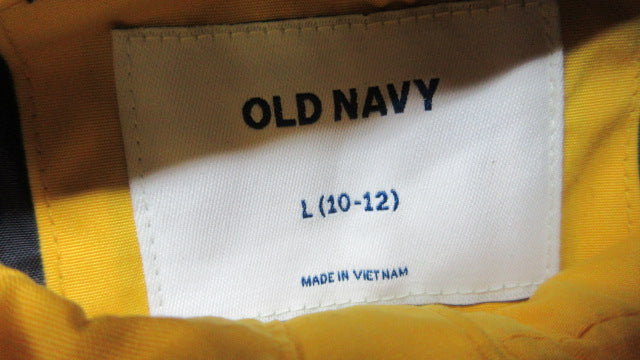 OLD NAVY
L (10-12)
MADE IN VIETNAM